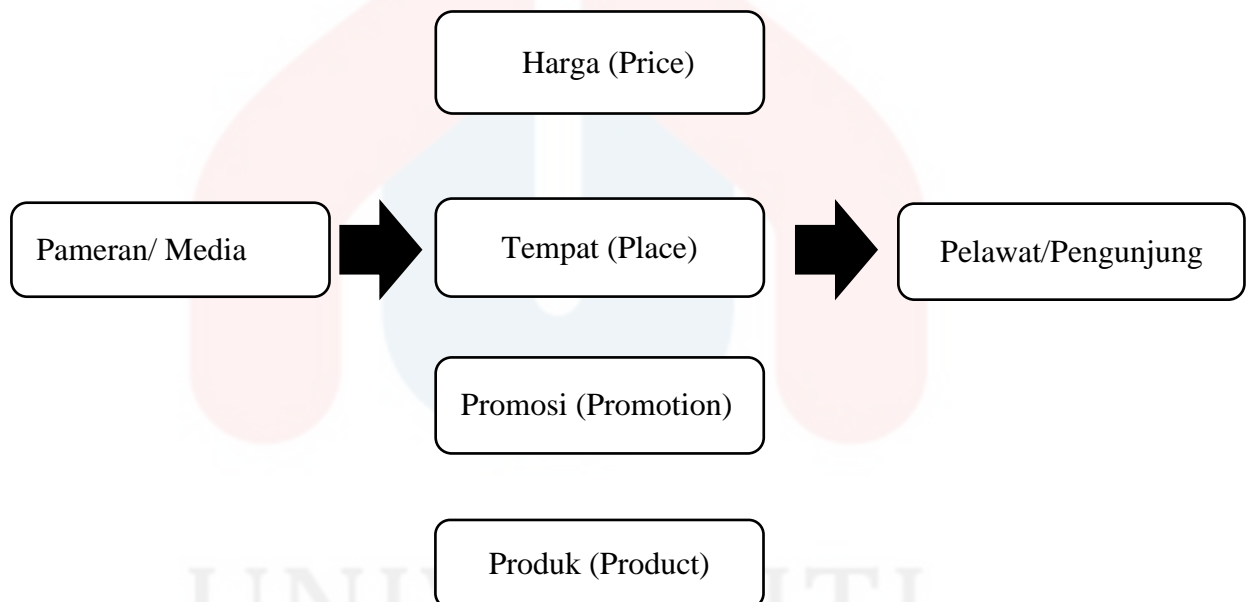 Harga (Price)
Pameran/ Media
Tempat (Place)
Pelawat/Pengunjung
Promosi (Promotion)
Produk (Product)